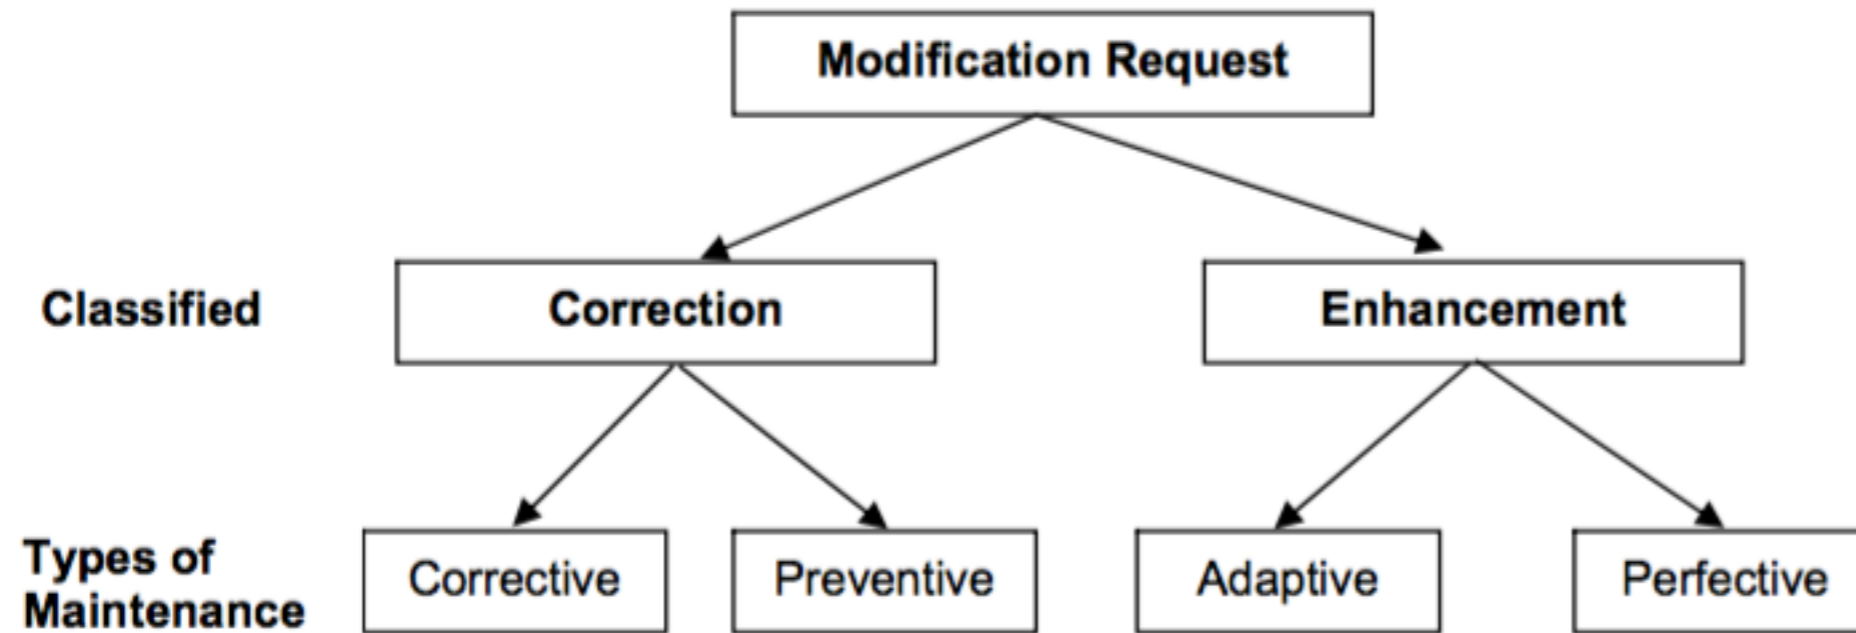 Modification Request
Classified
Correction
Enhancement
Types of
Maintenance
Corrective
Preventive
Adaptive
Perfective